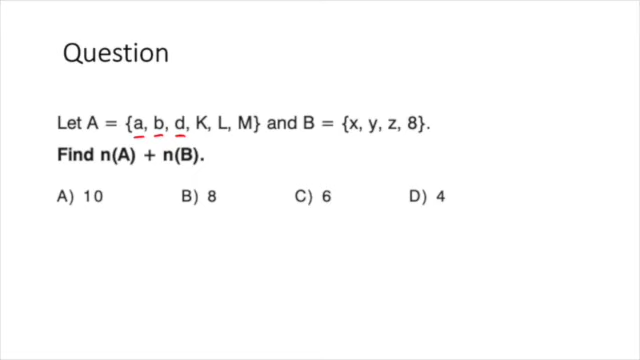 Question
Let A = {a, b, d, K, L, M} and B = {x, y, z, 8}.
Find n(A) + n(B).
A) 10 B) 8 C) 6 D) 4